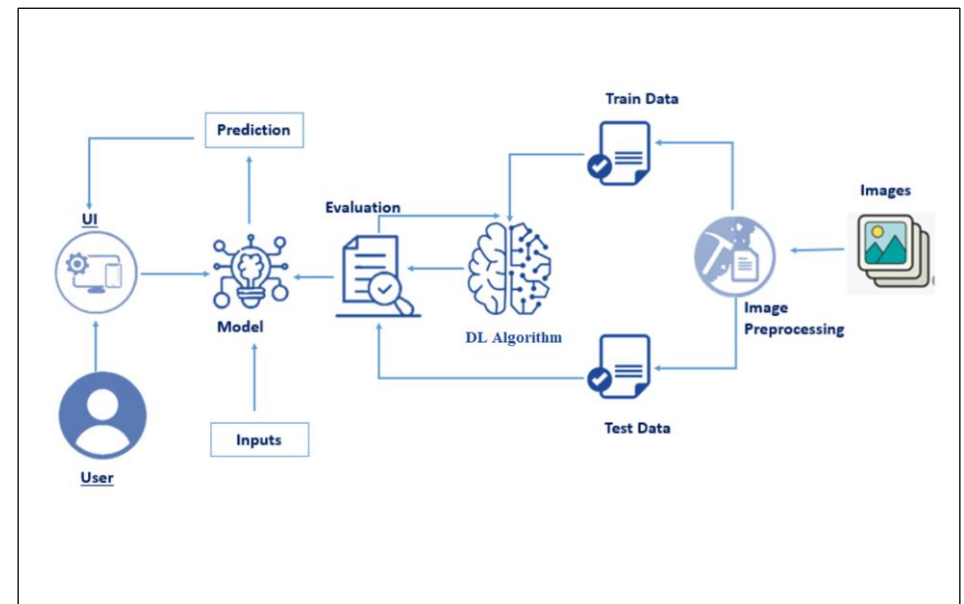 Train Data
Prediction
Images
Evaluation
UI
Image
Preprocessing
Model
DL Algorithm
Test Data
Inputs
User